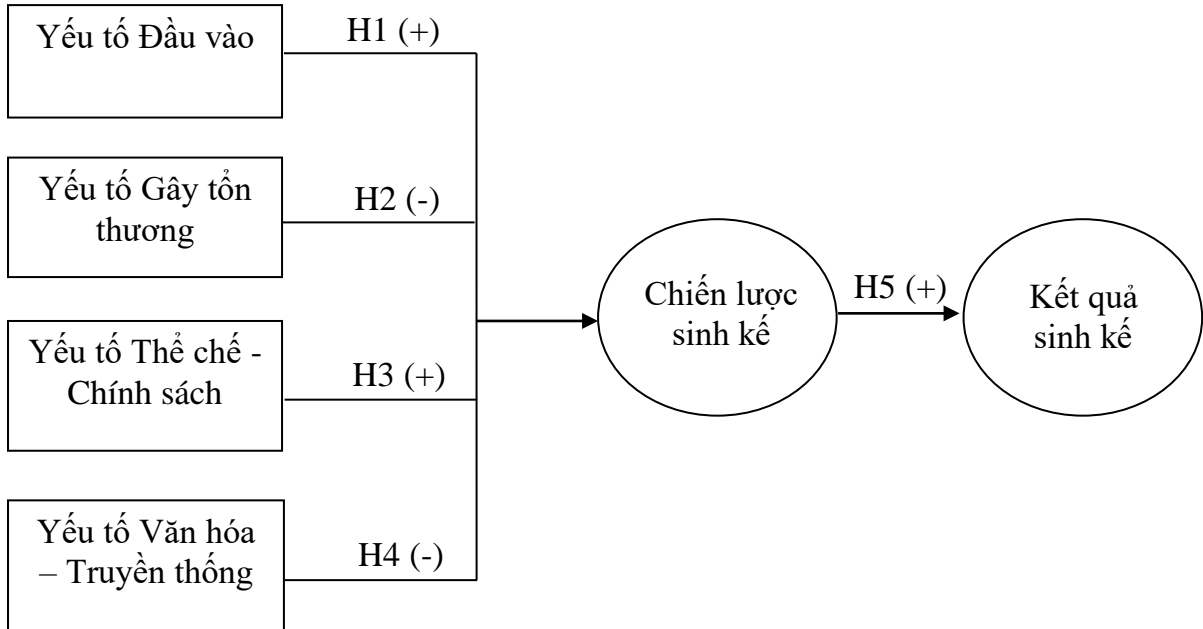 Yếu tố Đầu vào
H1 (+)
Yếu tố Gây tổn
thương
H2 (-)
Yếu tố Thể chế -
Chính sách
H3 (+)
Yếu tố Văn hóa
– Truyền thống
H4 (-)
Chiến lược
sinh kế
H5 (+)
Kết quả
sinh kế